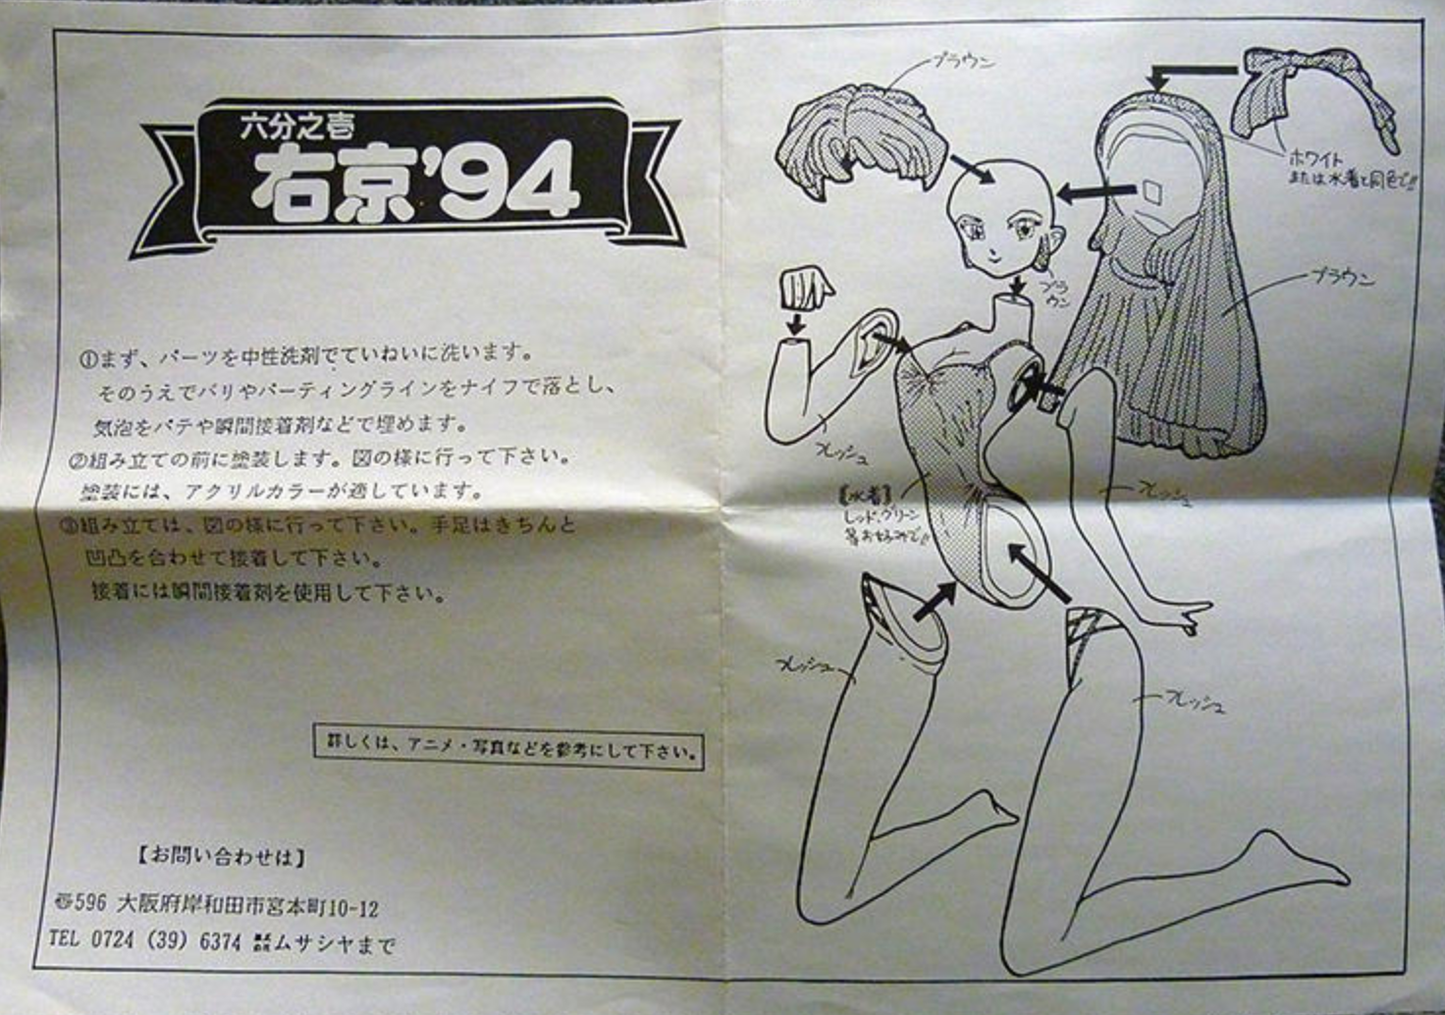 六分之壱
右京'94
①まず、パーツを中性洗剤でていねいに洗います。
そのうえでバリやパーティングラインをナイフで落とし、
気泡をパテや瞬間接着剤などで埋めます。
②組み立ての前に塗装します。図の様に行って下さい。
塗装には、アクリルカラーが適しています。
③組み立ては、図の様に行って下さい。手足はきちんと
凹凸を合わせて接着して下さい。
接着には瞬間接着剤を使用して下さい。
詳しくは、アニメ・写真などを参考にして下さい。
【お問い合わせは】
〒596 大阪府岸和田市宮本町10-12
TEL 0724 (39) 6374 株式会社ムサシヤまで
ブラウン
ホワイト
または水着と同色で!!
ブラ
ウン
ブラウン
フレッシュ
【水着】
レッド、グリーン
等お好みで!!
フレッシュ
フレッシュ
フレッシュ